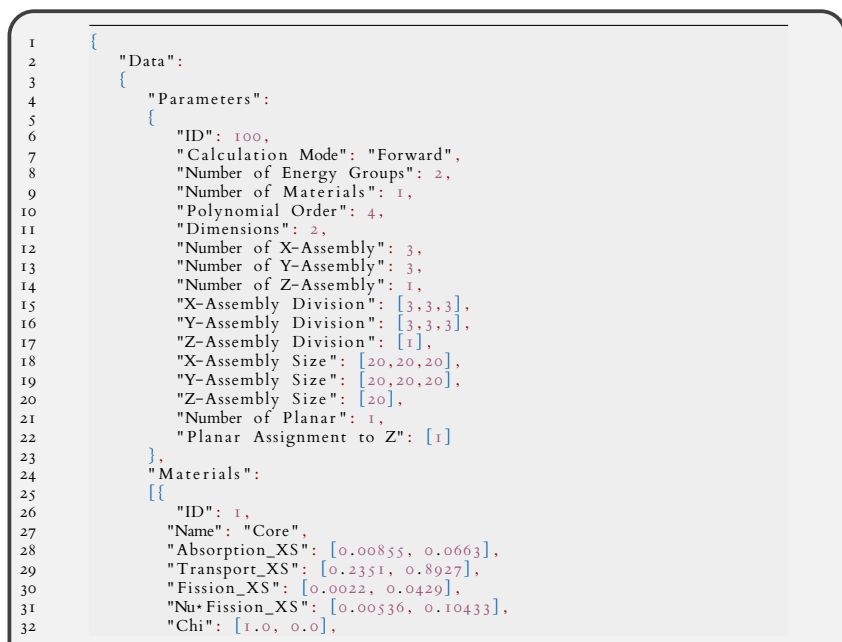 1 {
2 "Data":
3 {
4 "Parameters":
5 {
6 "ID": 100,
7 "Calculation Mode": "Forward",
8 "Number of Energy Groups": 2,
9 "Number of Materials": 1,
10 "Polynomial Order": 4,
11 "Dimensions": 2,
12 "Number of X-Assembly": 3,
13 "Number of Y-Assembly": 3,
14 "Number of Z-Assembly": 1,
15 "X-Assembly Division": [3,3,3],
16 "Y-Assembly Division": [3,3,3],
17 "Z-Assembly Division": [1],
18 "X-Assembly Size": [20,20,20],
19 "Y-Assembly Size": [20,20,20],
20 "Z-Assembly Size": [20],
21 "Number of Planar": 1,
22 "Planar Assignment to Z": [1]
23 },
24 "Materials":
25 [{
26 "ID": 1,
27 "Name": "Core",
28 "Absorption_XS": [0.00855, 0.0663],
29 "Transport_XS": [0.2351, 0.8927],
30 "Fission_XS": [0.0022, 0.0429],
31 "Nu*Fission_XS": [0.00536, 0.10433],
32 "Chi": [1.0, 0.0],